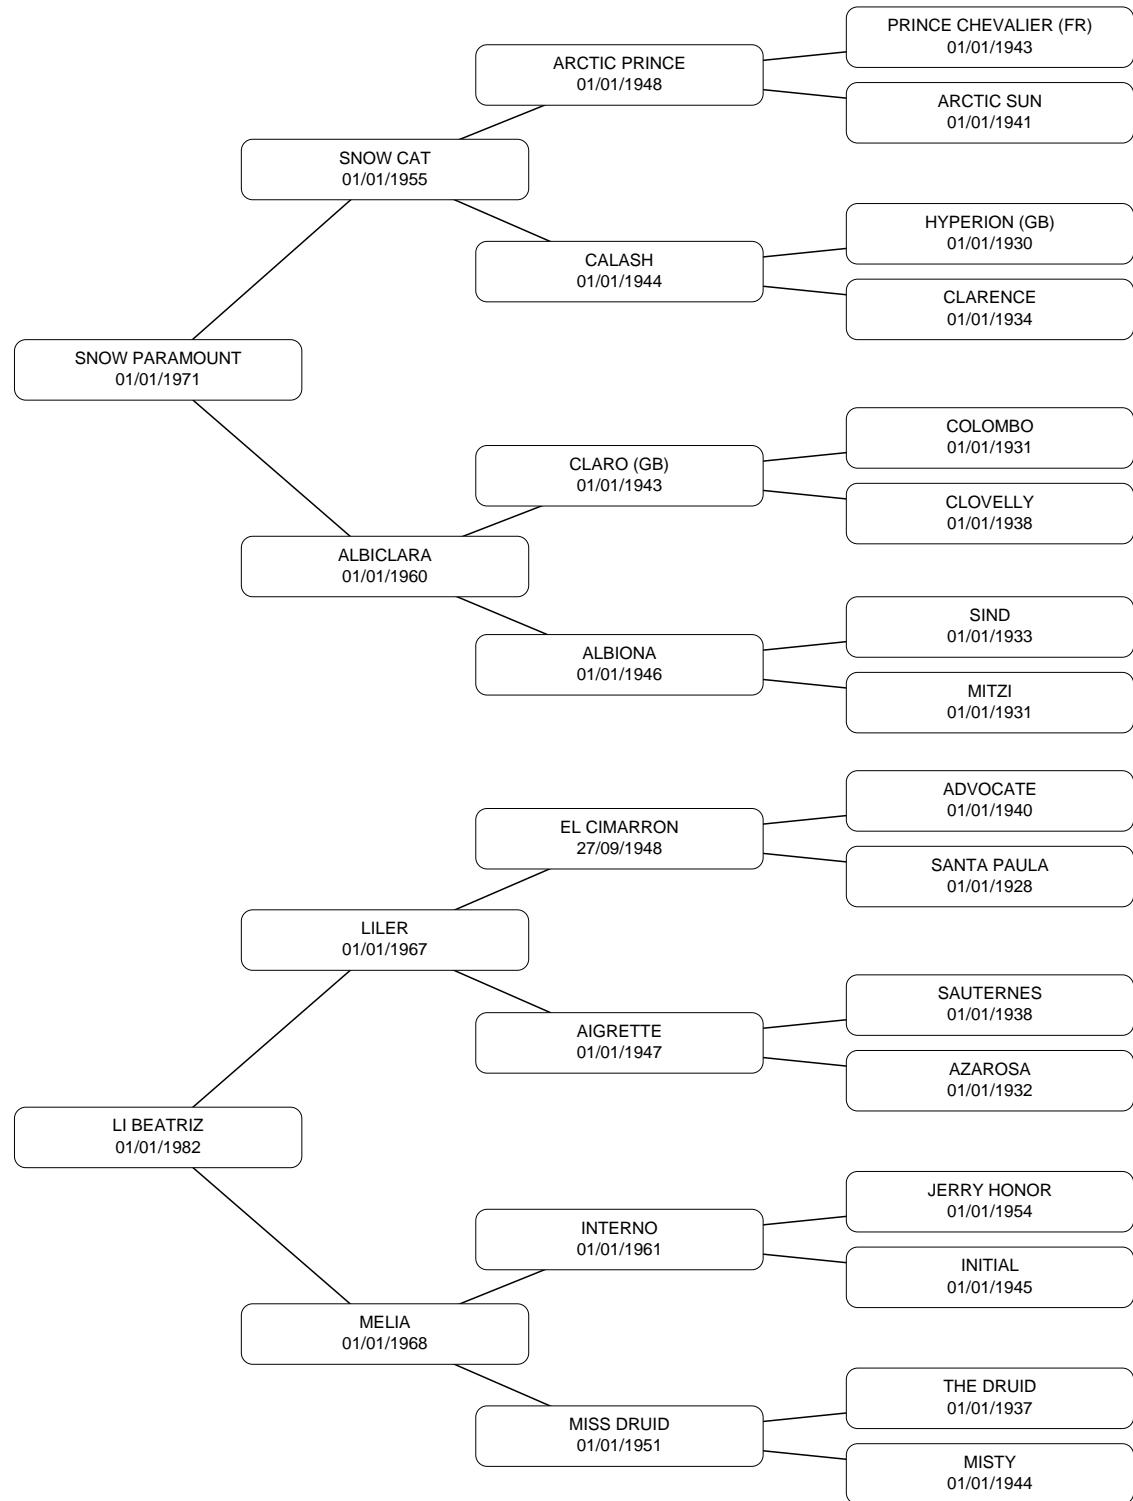 PRINCE CHEVALIER (FR)
01/01/1943
ARCTIC PRINCE
01/01/1948
ARCTIC SUN
01/01/1941
SNOW CAT
01/01/1955
HYPERION (GB)
01/01/1930
CALASH
01/01/1944
CLARENCE
01/01/1934
SNOW PARAMOUNT
01/01/1971
COLOMBO
01/01/1931
CLARO (GB)
01/01/1943
CLOVELLY
01/01/1938
ALBICLARA
01/01/1960
SIND
01/01/1933
ALBIONA
01/01/1946
MITZI
01/01/1931
ADVOCATE
01/01/1940
EL CIMARRON
27/09/1948
SANTA PAULA
01/01/1928
LILER
01/01/1967
SAUTERNES
01/01/1938
AIGRETTE
01/01/1947
AZAROSA
01/01/1932
LI BEATRIZ
01/01/1982
JERRY HONOR
01/01/1954
INTERNO
01/01/1961
INITIAL
01/01/1945
MELIA
01/01/1968
THE DRUID
01/01/1937
MISS DRUID
01/01/1951
MISTY
01/01/1944